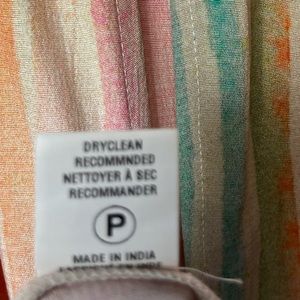 DRYCLEAN
RECOMMNDED
NETTOYER À SEC
RECOMMANDER
P
MADE IN INDIA